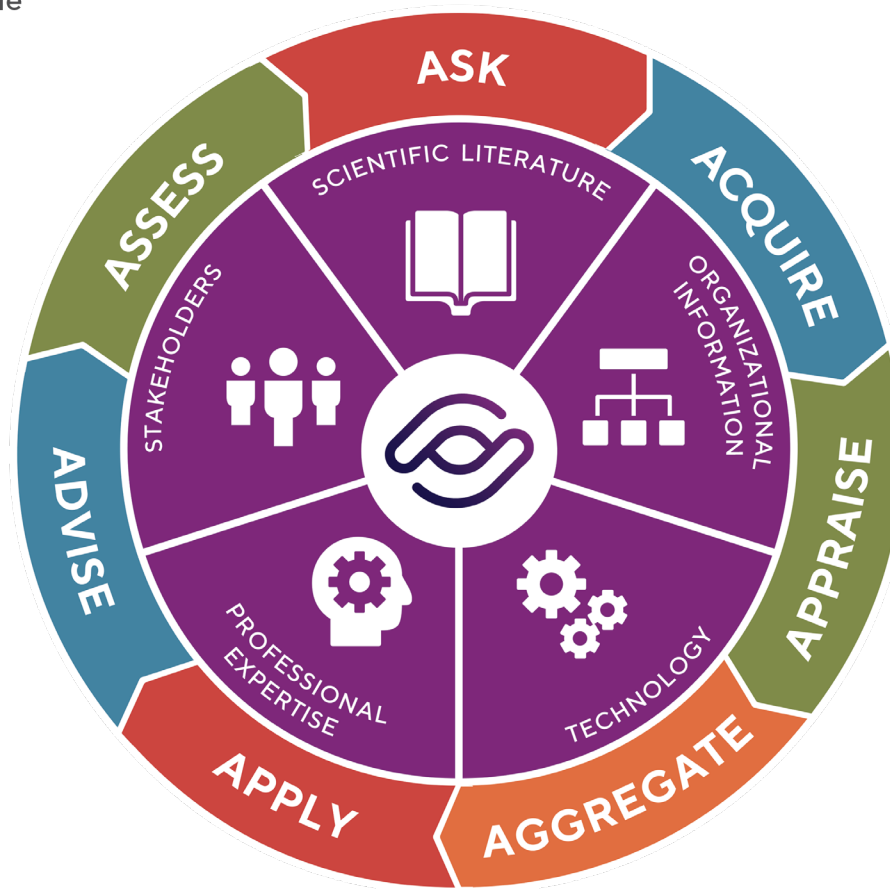 ASK
ACQUIRE
APPRAISE
AGGREGATE
APPLY
ADVISE
ASSESS
SCIENTIFIC LITERATURE
ORGANIZATIONAL
INFORMATION
TECHNOLOGY
PROFESSIONAL
EXPERTISE
STAKEHOLDERS